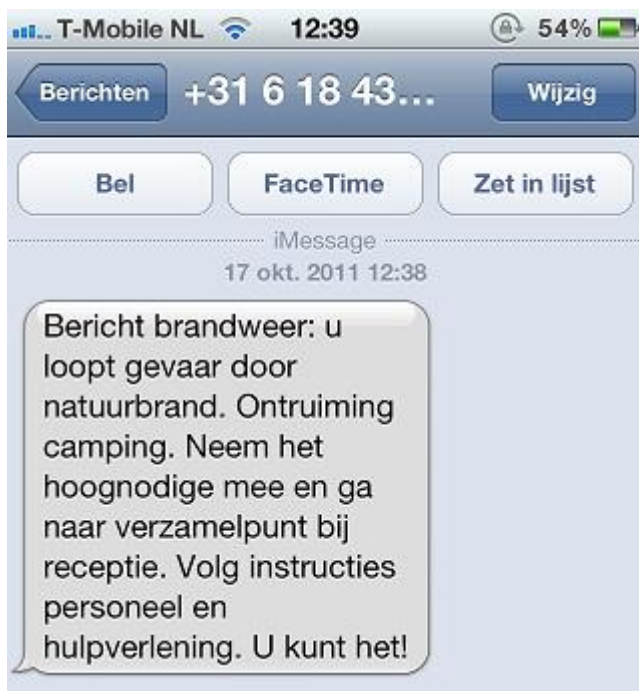 T-Mobile NL 12:39 54%
Berichten +31 6 18 43... Wijzig
Bel FaceTime Zet in lijst
iMessage
17 okt. 2011 12:38
Bericht brandweer: u
loopt gevaar door
natuurbrand. Ontruiming
camping. Neem het
hoognodige mee en ga
naar verzamelpunt bij
receptie. Volg instructies
personeel en
hulpverlening. U kunt het!